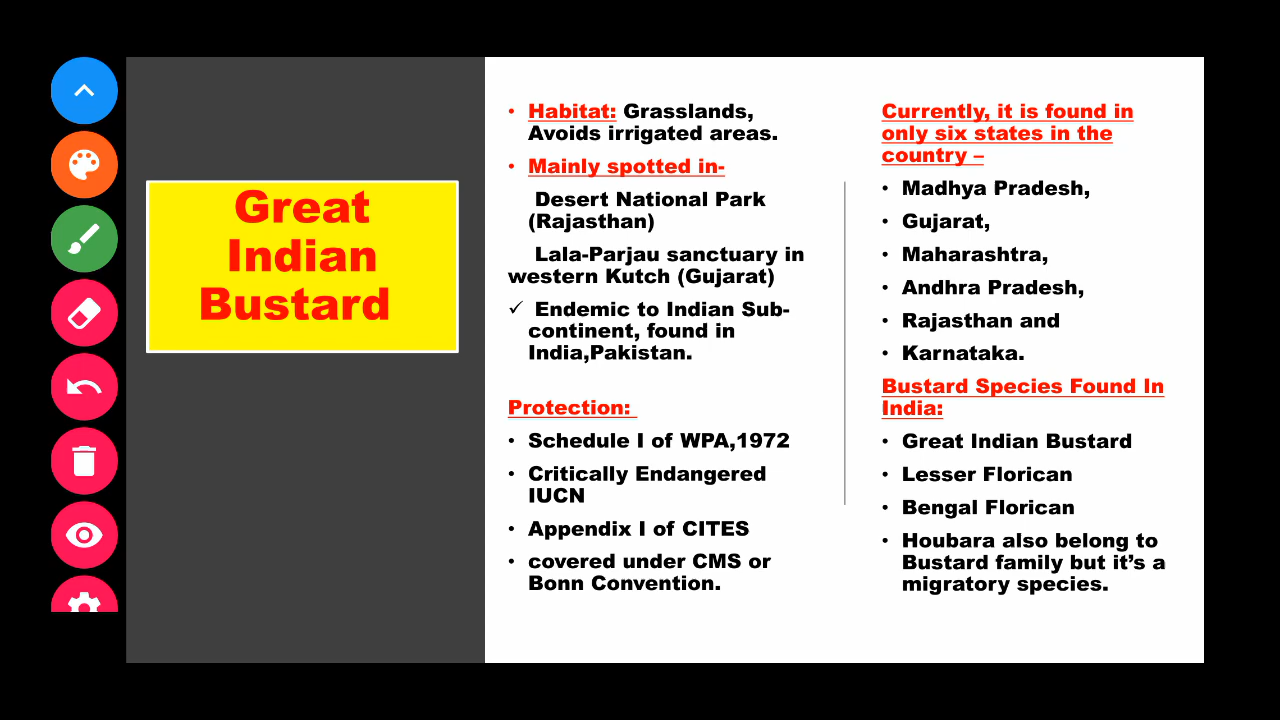 Great
Indian
Bustard
• Habitat: Grasslands,
Avoids irrigated areas.
• Mainly spotted in-
Desert National Park
(Rajasthan)
Lala-Parjau sanctuary in
western Kutch (Gujarat)
✓ Endemic to Indian Sub-
continent, found in
India,Pakistan.
Protection:
• Schedule I of WPA,1972
• Critically Endangered
IUCN
• Appendix I of CITES
• covered under CMS or
Bonn Convention.
Currently, it is found in
only six states in the
country –
• Madhya Pradesh,
• Gujarat,
• Maharashtra,
• Andhra Pradesh,
• Rajasthan and
• Karnataka.
Bustard Species Found In
India:
• Great Indian Bustard
• Lesser Florican
• Bengal Florican
• Houbara also belong to
Bustard family but it’s a
migratory species.